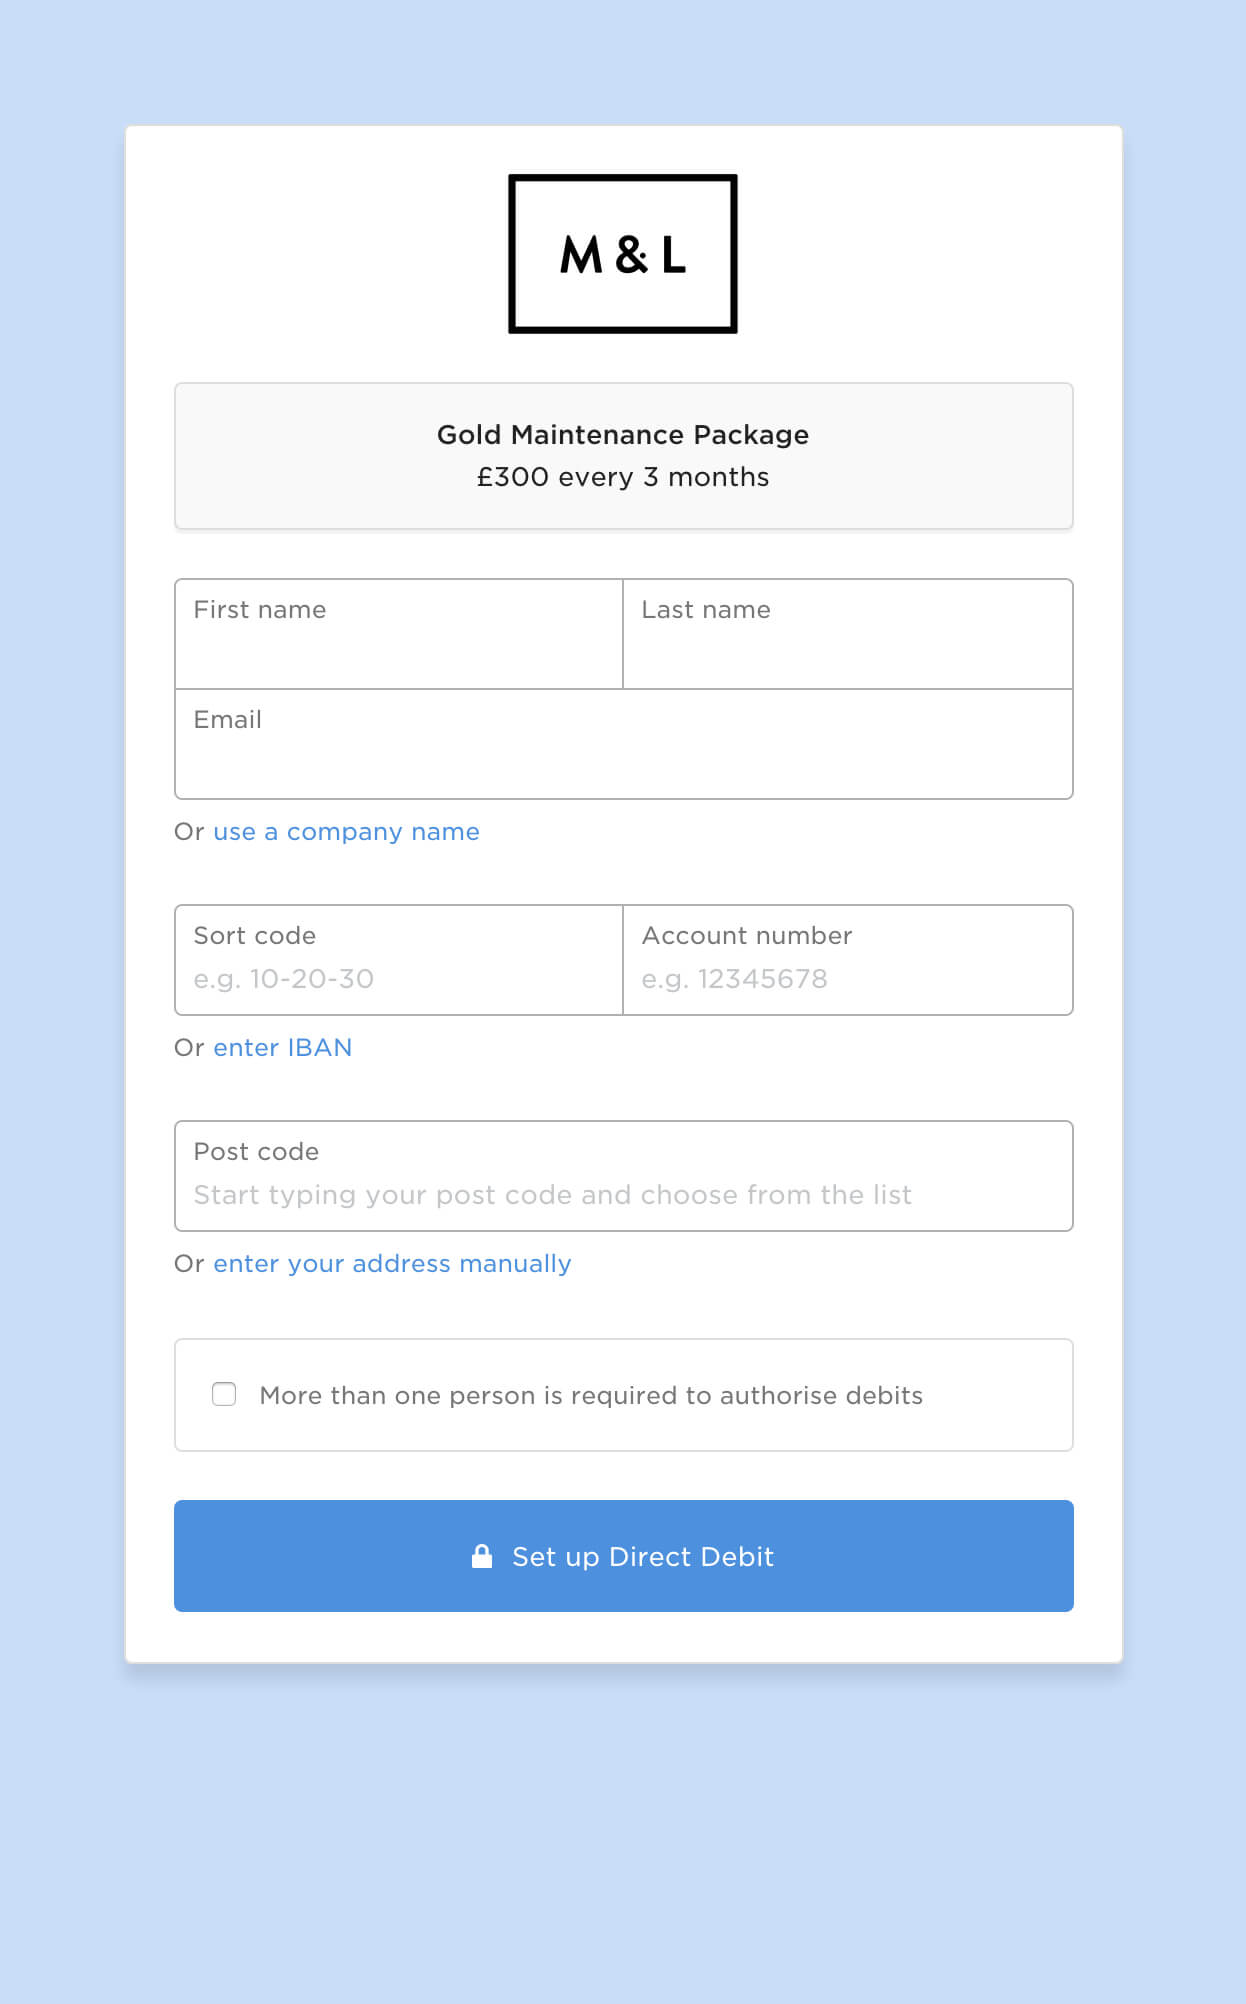 M & L
Gold Maintenance Package
£300 every 3 months
First name
Last name
Email
Or use a company name
Sort code
e.g. 10-20-30
Account number
e.g. 12345678
Or enter IBAN
Post code
Start typing your post code and choose from the list
Or enter your address manually
More than one person is required to authorise debits
Set up Direct Debit